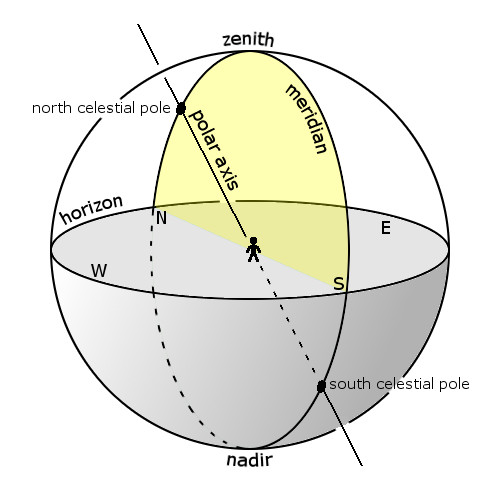 zenith
meridian
north celestial pole
polar axis
horizon
N
E
W
S
south celestial pole
nadir